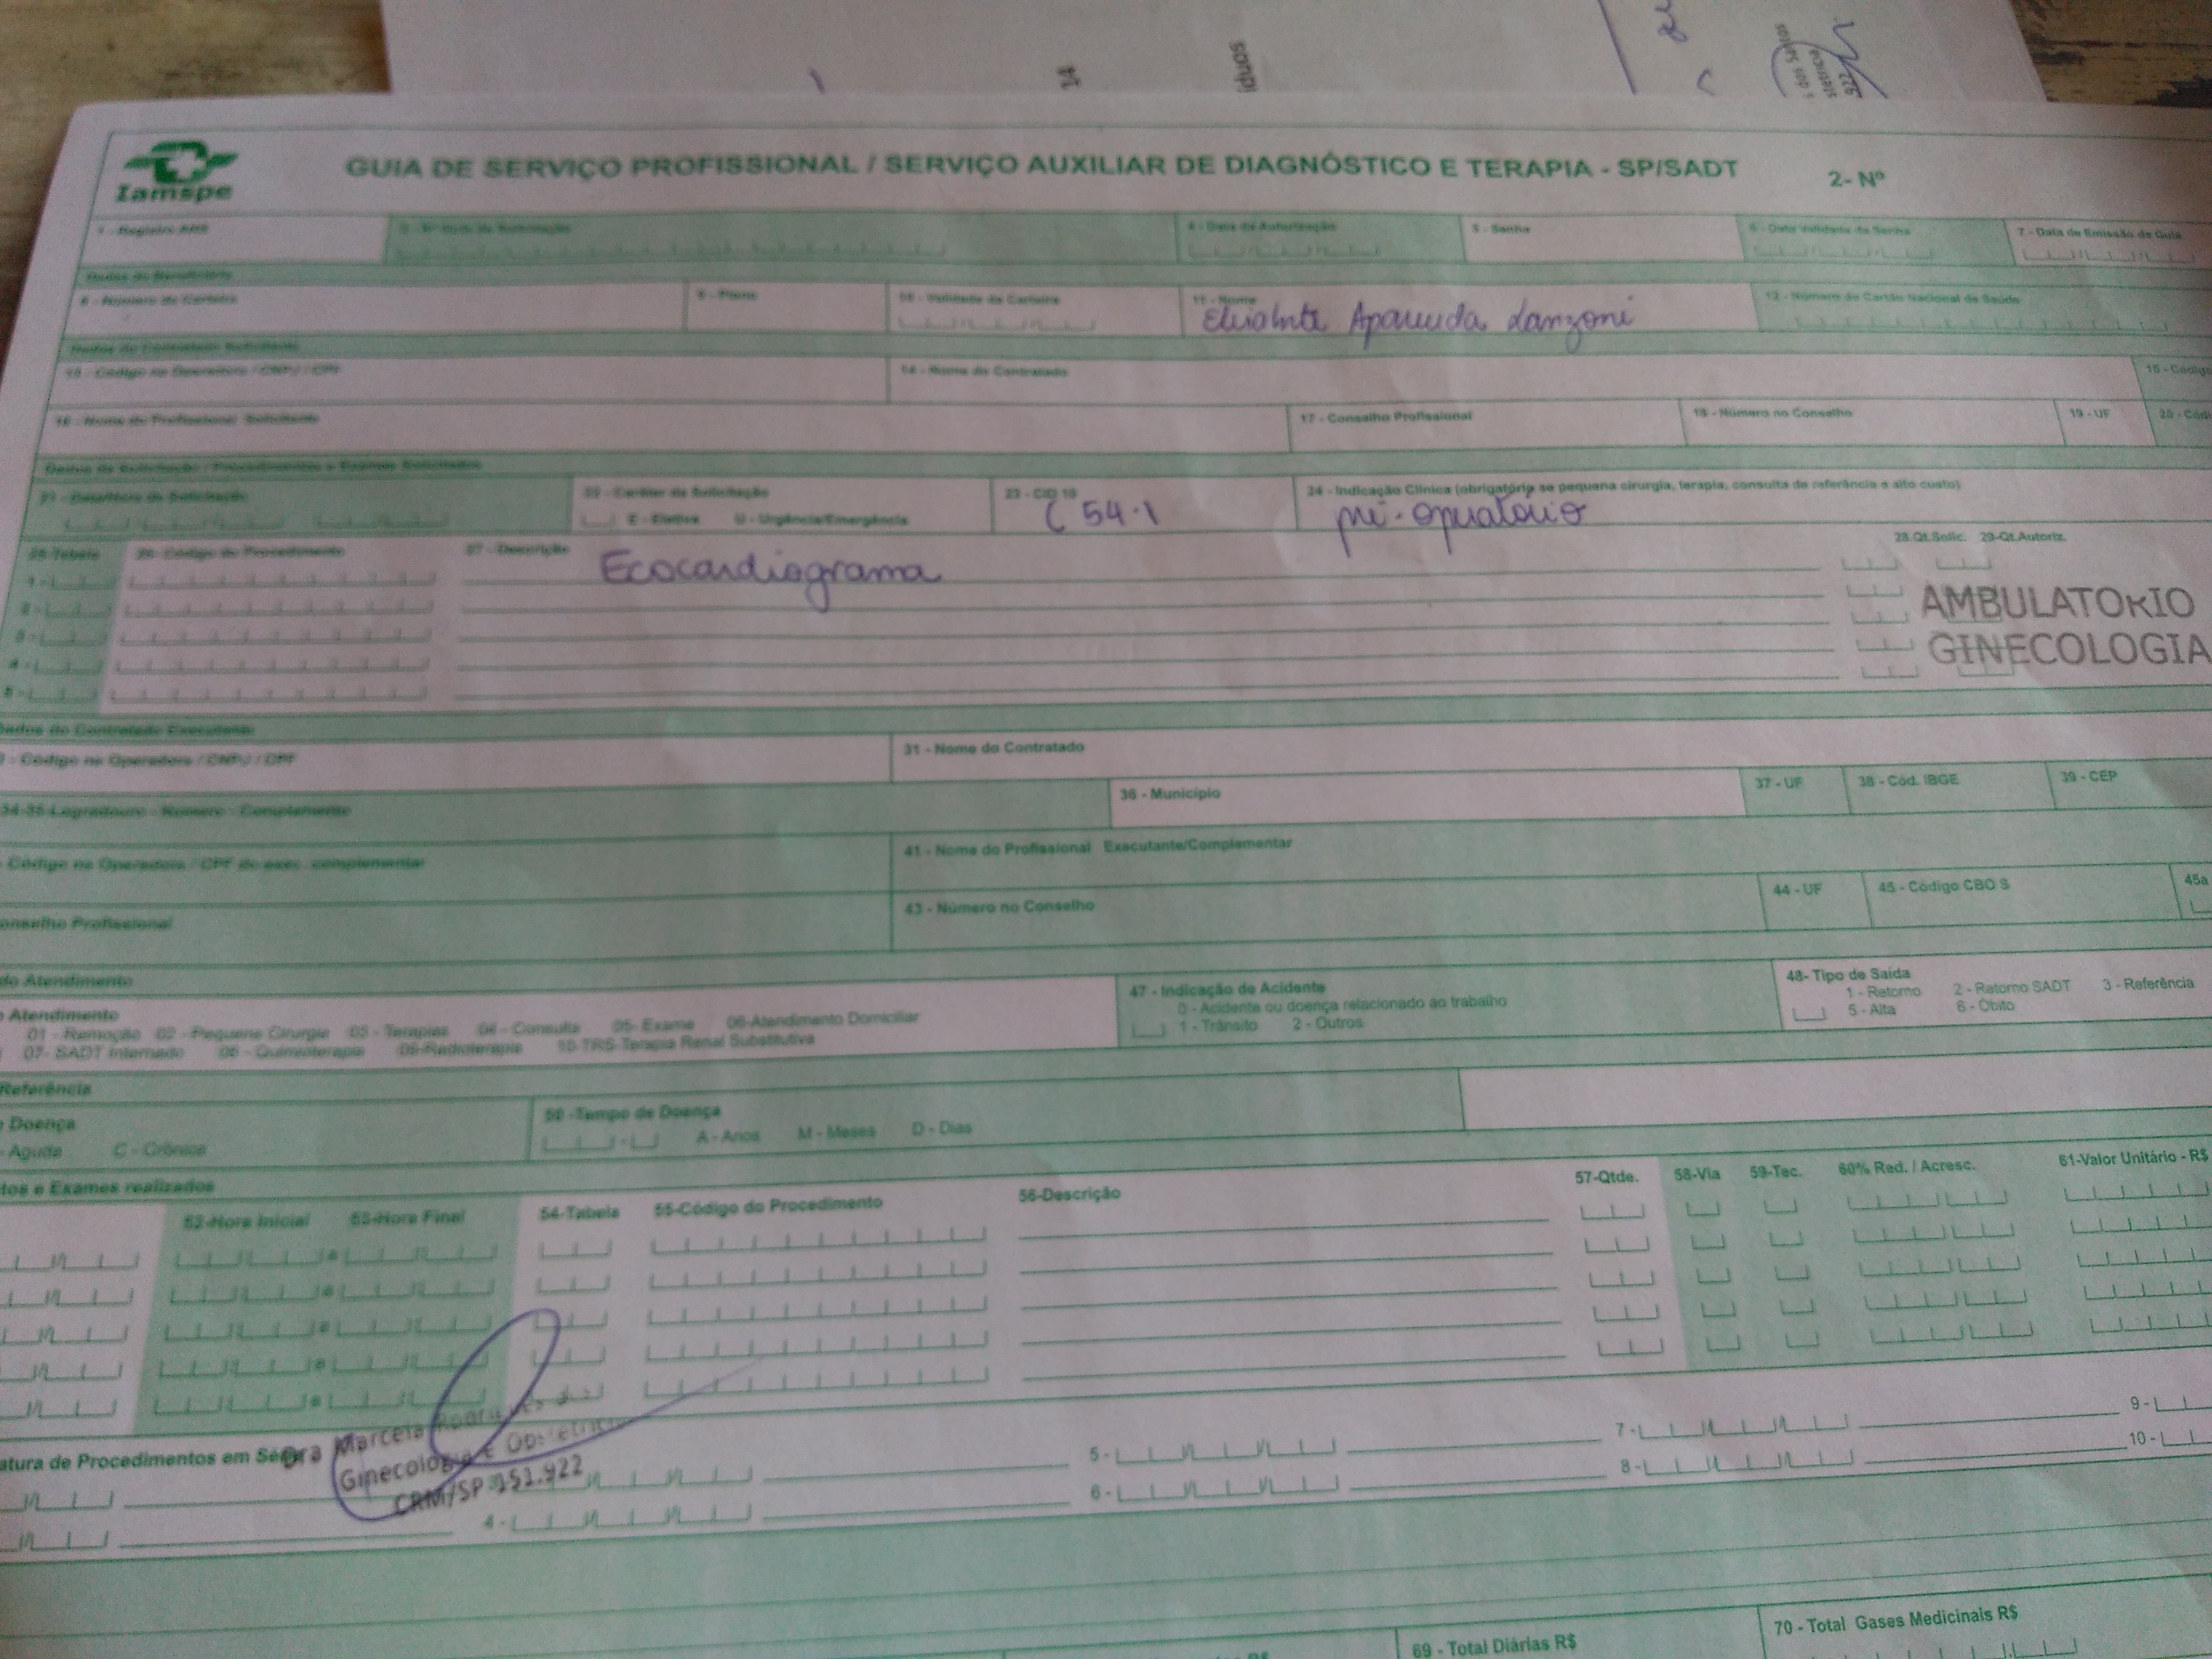 14
iduos
s dos Santos
stetrícia
922
Iamspe
GUIA DE SERVIÇO PROFISSIONAL / SERVIÇO AUXILIAR DE DIAGNÓSTICO E TERAPIA - SP/SADT
2- Nº
1 - Registro ANS
4 - Data da Autorização
5 - Senha
6 - Data Validade da Senha
7 - Data de Emissão da Guia
Dados do Beneficiário
8 - Número da Carteira
9 - Plano
10 - Validade da Carteira
11 - Nome
Aparecida Lanzoni
12 - Número do Cartão Nacional de Saúde
Dados do Contratado Solicitante
13 - Código na Operadora / CNPJ / CPF
14 - Nome do Contratado
15 - Código
16 - Nome do Profissional Solicitante
17 - Conselho Profissional
18 - Número no Conselho
19 - UF
20 - Cód
Dados da Solicitação / Procedimentos e Exames Solicitados
21 - Data/Hora da Solicitação
22 - Caráter da Solicitação
E - Eletiva U - Urgência/Emergência
23 - CID 10
C 54.1
24 - Indicação Clínica (obrigatório se pequena cirurgia, terapia, consulta de referência e alto custo)
pré-operatório
25-Tabela
26 - Código do Procedimento
27 - Descrição
Ecocardiograma
28.Qt.Solic.
29-Qt.Autoriz.
1 -
2 -
3 -
4 -
5 -
AMBULATORIO
GINECOLOGIA
Dados do Contratado Executante
- Código na Operadora / CNPJ / CPF
31 - Nome do Contratado
34-35-Logradouro - Número - Complemento
36 - Município
37 - UF
38 - Cód. IBGE
39 - CEP
Código na Operadora / CPF do exec. complementar
41 - Nome do Profissional Executante/Complementar
onselho Profissional
43 - Número no Conselho
44 - UF
45 - Código CBO S
45a
do Atendimento
Atendimento
01 - Remoção 02 - Pequena Cirurgia 03 - Terapias 04 - Consulta 05- Exame 06-Atendimento Domiciliar
07- SADT Internado 08 - Quimioterapia 09-Radioterapia 10-TRS-Terapia Renal Substitutiva
47 - Indicação de Acidente
0 - Acidente ou doença relacionado ao trabalho
1 - Trânsito 2 - Outros
48- Tipo de Saída
1 - Retorno 2 - Retorno SADT 3 - Referência
5 - Alta 6 - Óbito
Referência
Doença
- Aguda C - Crônica
50 -Tempo de Doença
A - Anos M - Meses D - Dias
tos e Exames realizados
52-Hora Inicial
53-Hora Final
54-Tabela
55-Código do Procedimento
56-Descrição
57-Qtde.
58-Via
59-Tec.
60% Red. / Acresc.
61-Valor Unitário - R$
atura de Procedimentos em Sé
Dra Marcela
Ginecologia e Obstetrícia
CRM/SP 151.922
4 -
5 -
6 -
7 -
8 -
9 -
10 -
69 - Total Diárias R$
70 - Total Gases Medicinais R$